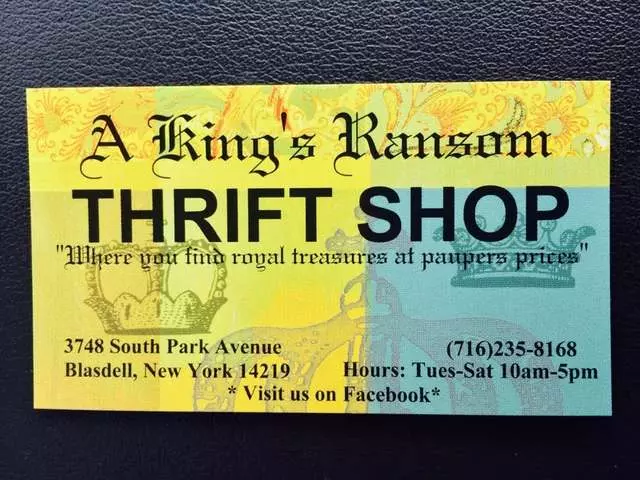 A King's Ransom
THRIFT SHOP
"Where you find royal treasures at paupers prices"
3748 South Park Avenue (716)235-8168
Blasdell, New York 14219 Hours: Tues-Sat 10am-5pm
* Visit us on Facebook*